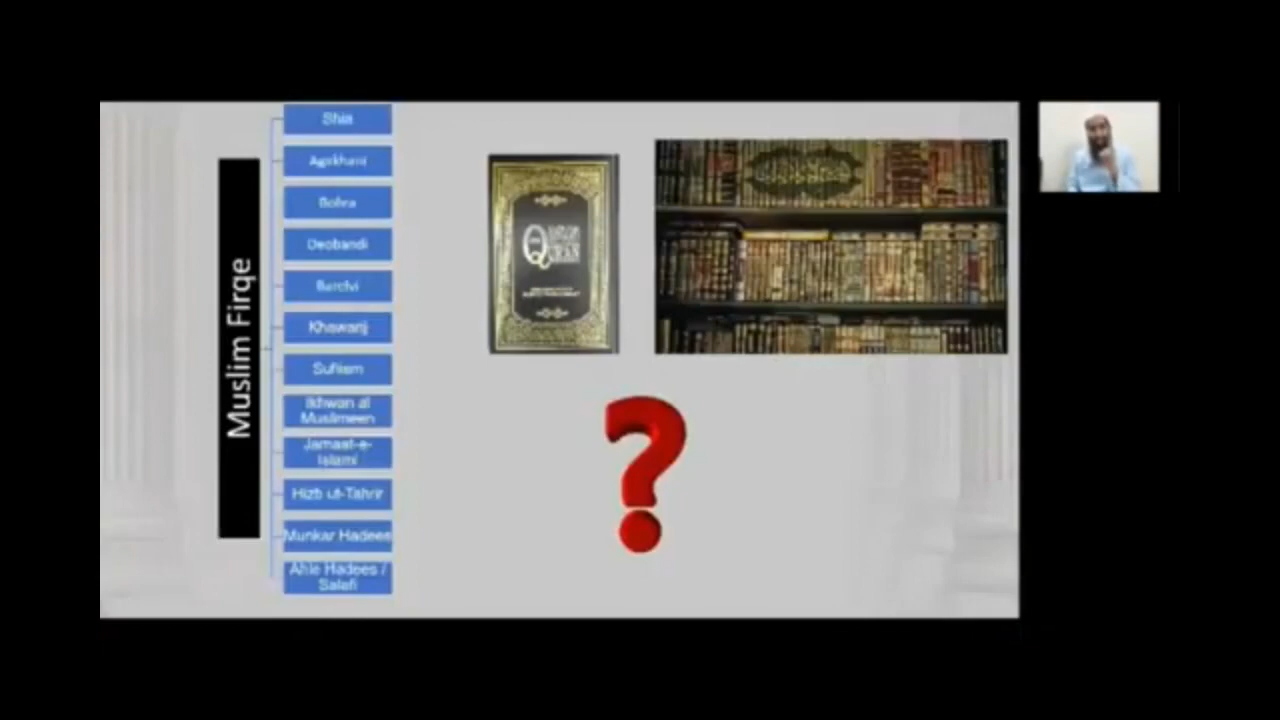 Muslim Firqe
Shia
Agakhani
Bohra
Deobandi
Barelvi
Khawarij
Sufiism
Ikhwan al
Muslimeen
Jamaat-e-
Islami
Hizb ut-Tahrir
Munkar Hadees
Ahle Hadees /
Salafi
QURAN
?